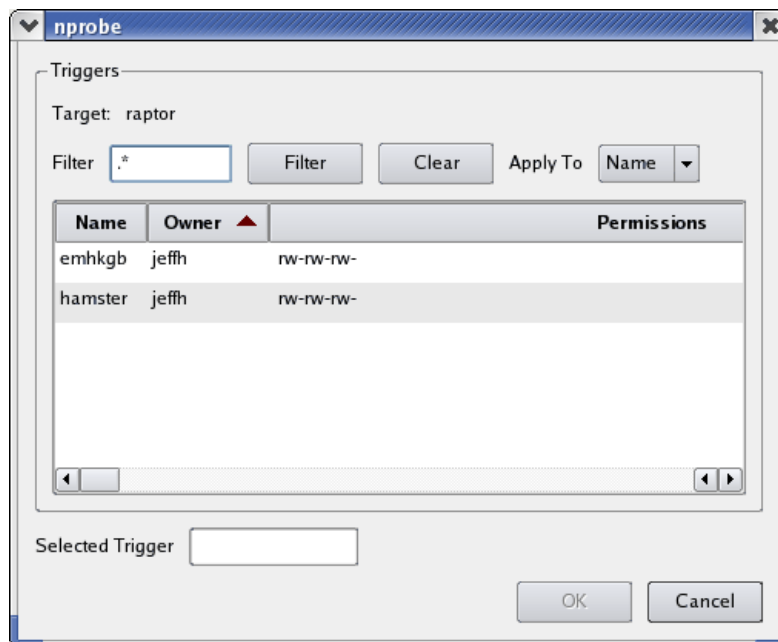 nprobe
Triggers
Target: raptor
Filter .* Filter Clear Apply To Name
Name Owner Permissions
emhkgb jeffh rw-rw-rw-
hamster jeffh rw-rw-rw-
Selected Trigger
OK Cancel